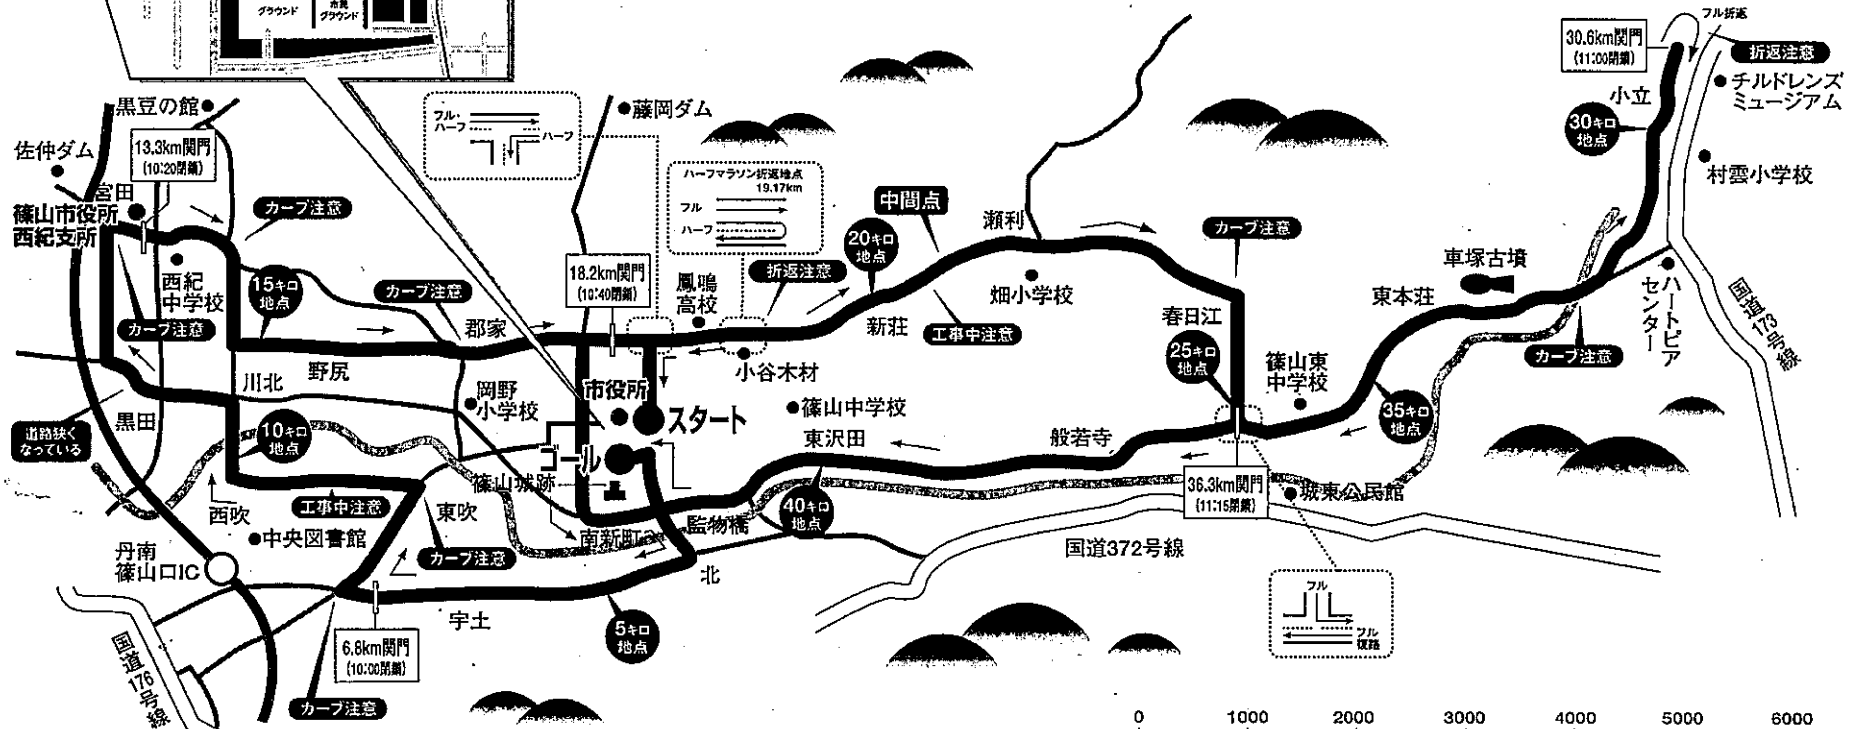 グラウンド
市民
グラウンド
黒豆の館
佐仲ダム
13.3km関門
(10:20閉鎖)
宮田
篠山市役所
西紀支所
カーブ注意
西紀
中学校
15キロ
地点
カーブ注意
カーブ注意
郡家
野尻
川北
黒田
道路狭く
なっている
10キロ
地点
西吹
工事中注意
東吹
中央図書館
カーブ注意
丹南
篠山口IC
国道176号線
6.8km関門
(10:00閉鎖)
カーブ注意
宇土
5キロ
地点
北
フル・
ハーフ
ハーフ
藤岡ダム
ハーフマラソン折返地点
19.17km
フル
ハーフ
18.2km関門
(10:40閉鎖)
鳳鳴
高校
折返注意
小谷木材
岡野
小学校
市役所
スタート
ゴール
篠山城跡
南新町
監物橋
篠山中学校
東沢田
40キロ
地点
20キロ
地点
中間点
新荘
工事中注意
瀬利
畑小学校
カーブ注意
春日江
25キロ
地点
篠山東
中学校
般若寺
36.3km関門
(11:15閉鎖)
城東公民館
国道372号線
フル
フル
復路
35キロ
地点
東本荘
車塚古墳
カーブ注意
ハートピア
センター
国道173号線
30.6km関門
(11:00閉鎖)
フル折返
折返注意
小立
チルドレンズ
ミュージアム
30キロ
地点
村雲小学校
0 1000 2000 3000 4000 5000 6000